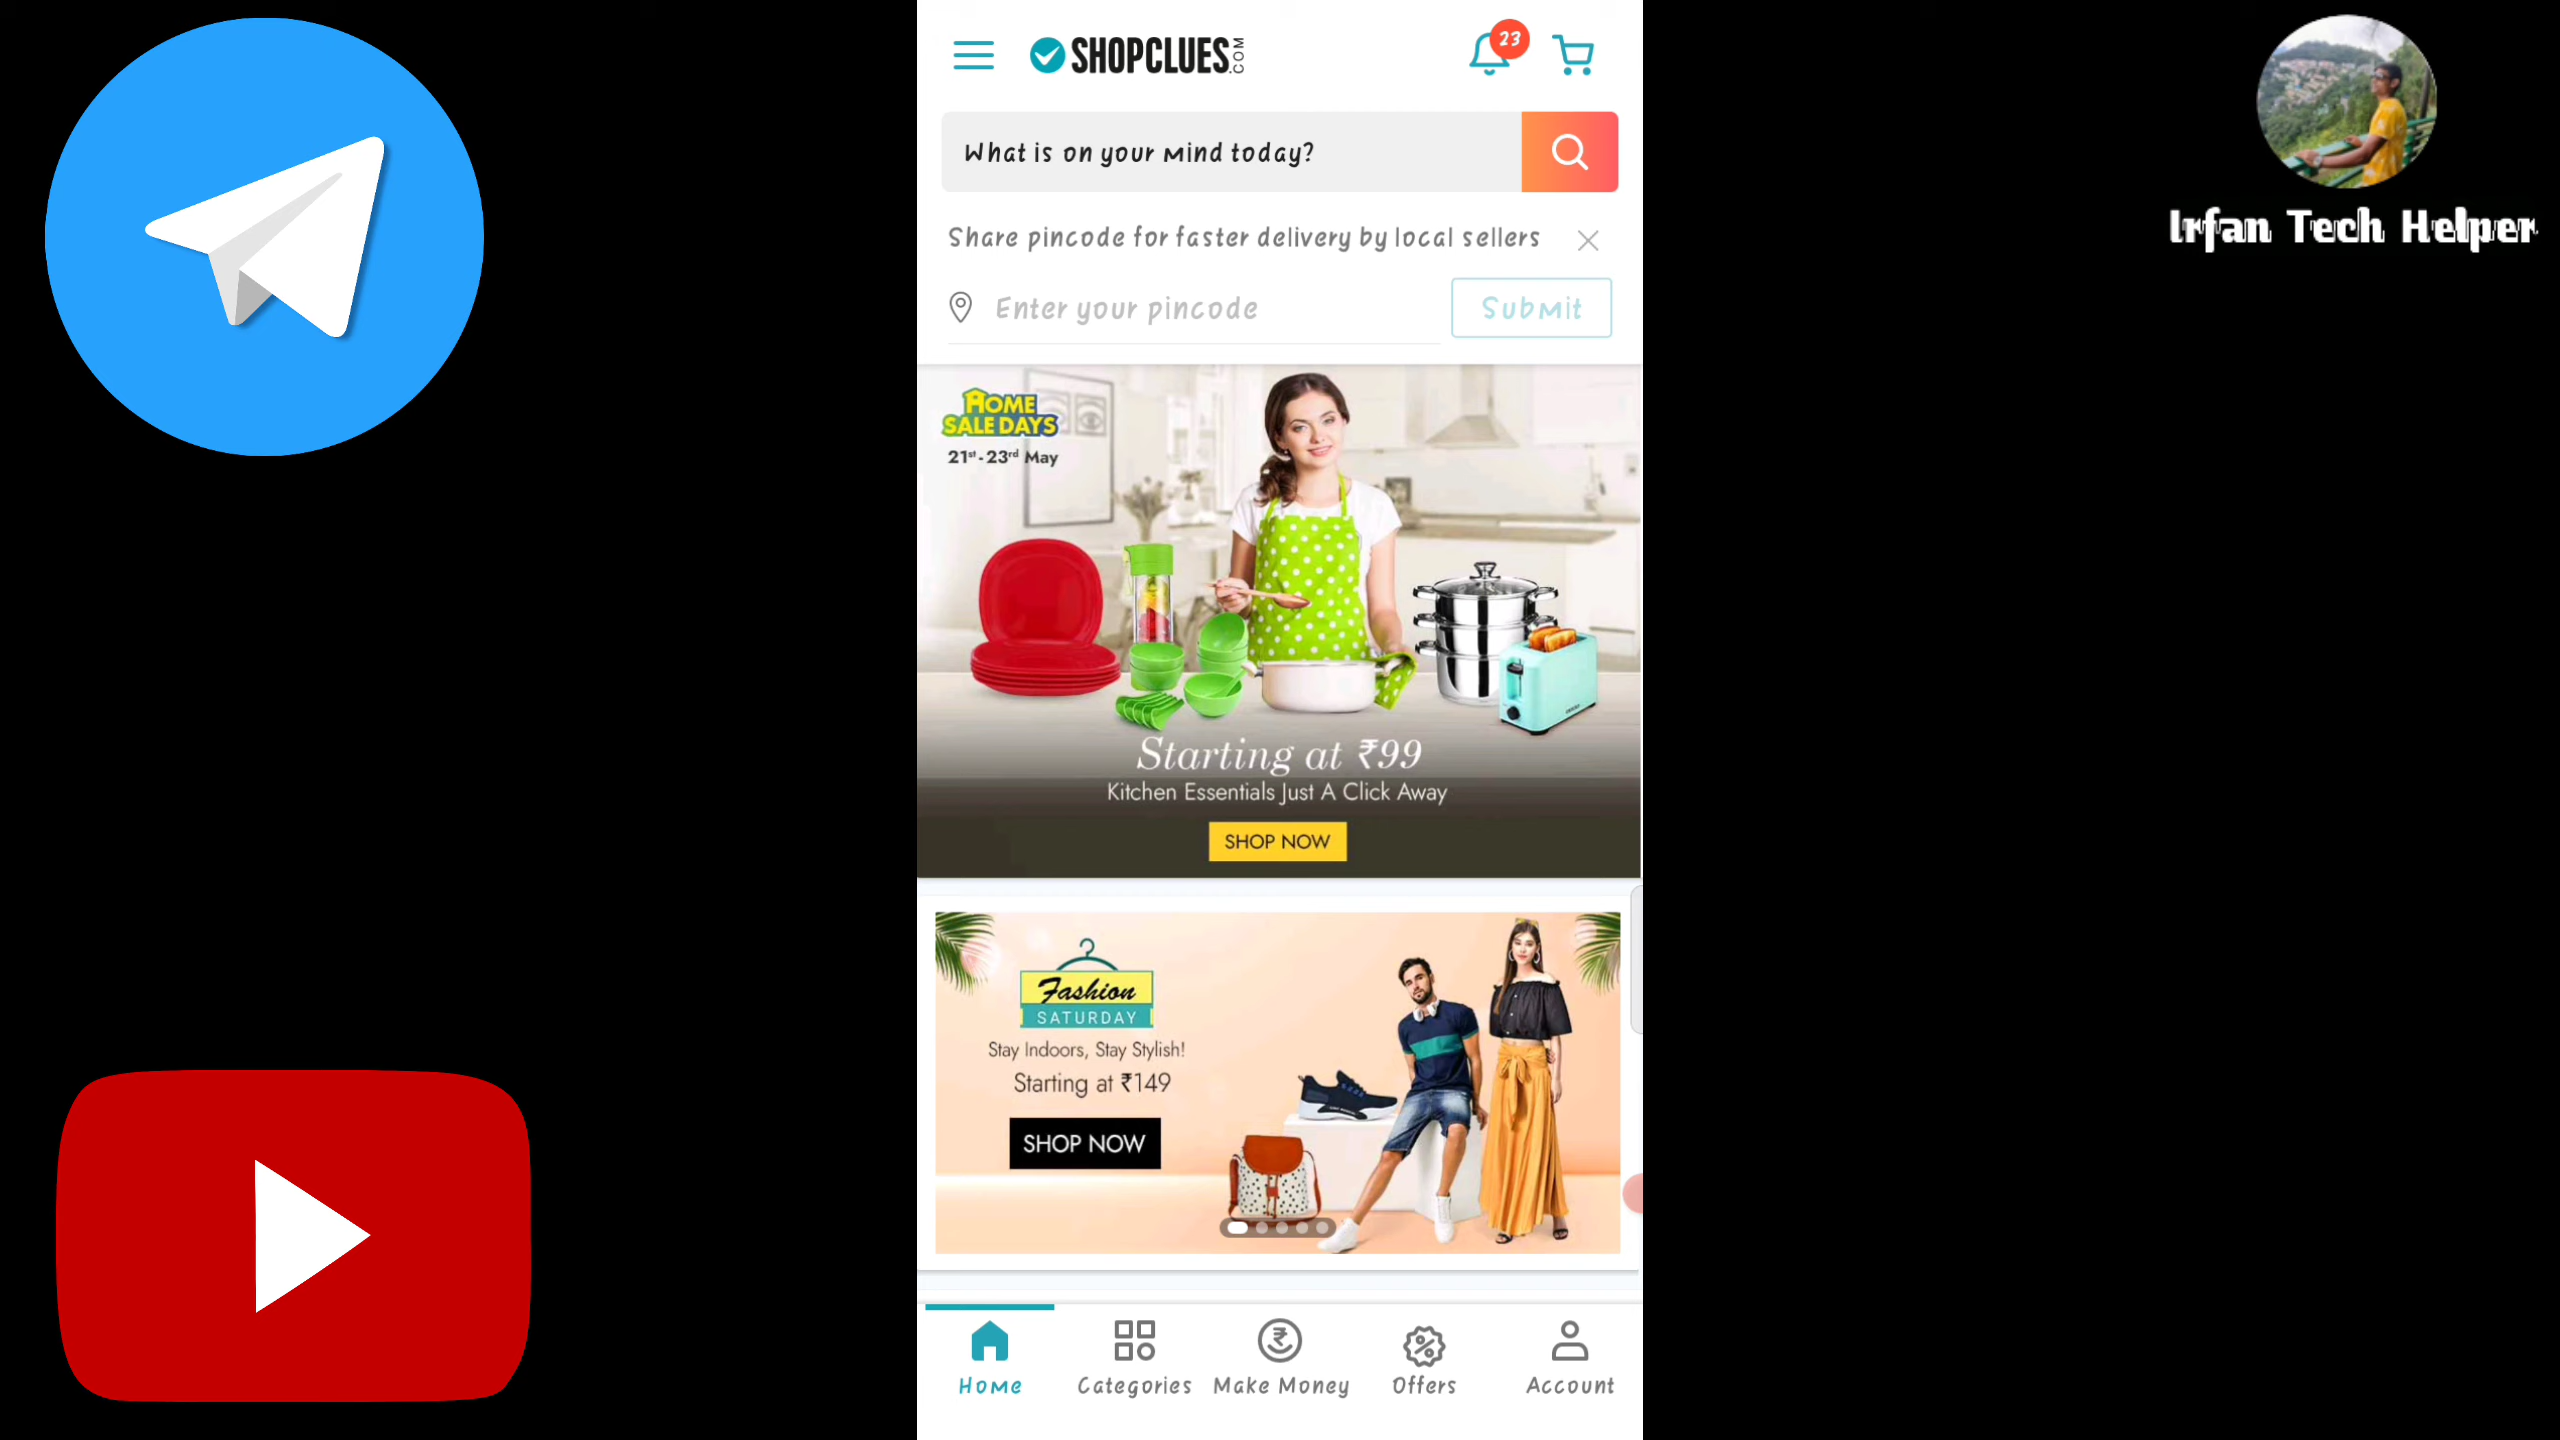 SHOPCLUES.COM
23
What is on your mind today?
Share pincode for faster delivery by local sellers
Enter your pincode
Submit
Irfan Tech Helper
HOME
SALE DAYS
21st - 23rd May
Starting at ₹99
Kitchen Essentials Just A Click Away
SHOP NOW
Fashion
SATURDAY
Stay Indoors, Stay Stylish!
Starting at ₹149
SHOP NOW
Home
Categories
Make Money
Offers
Account